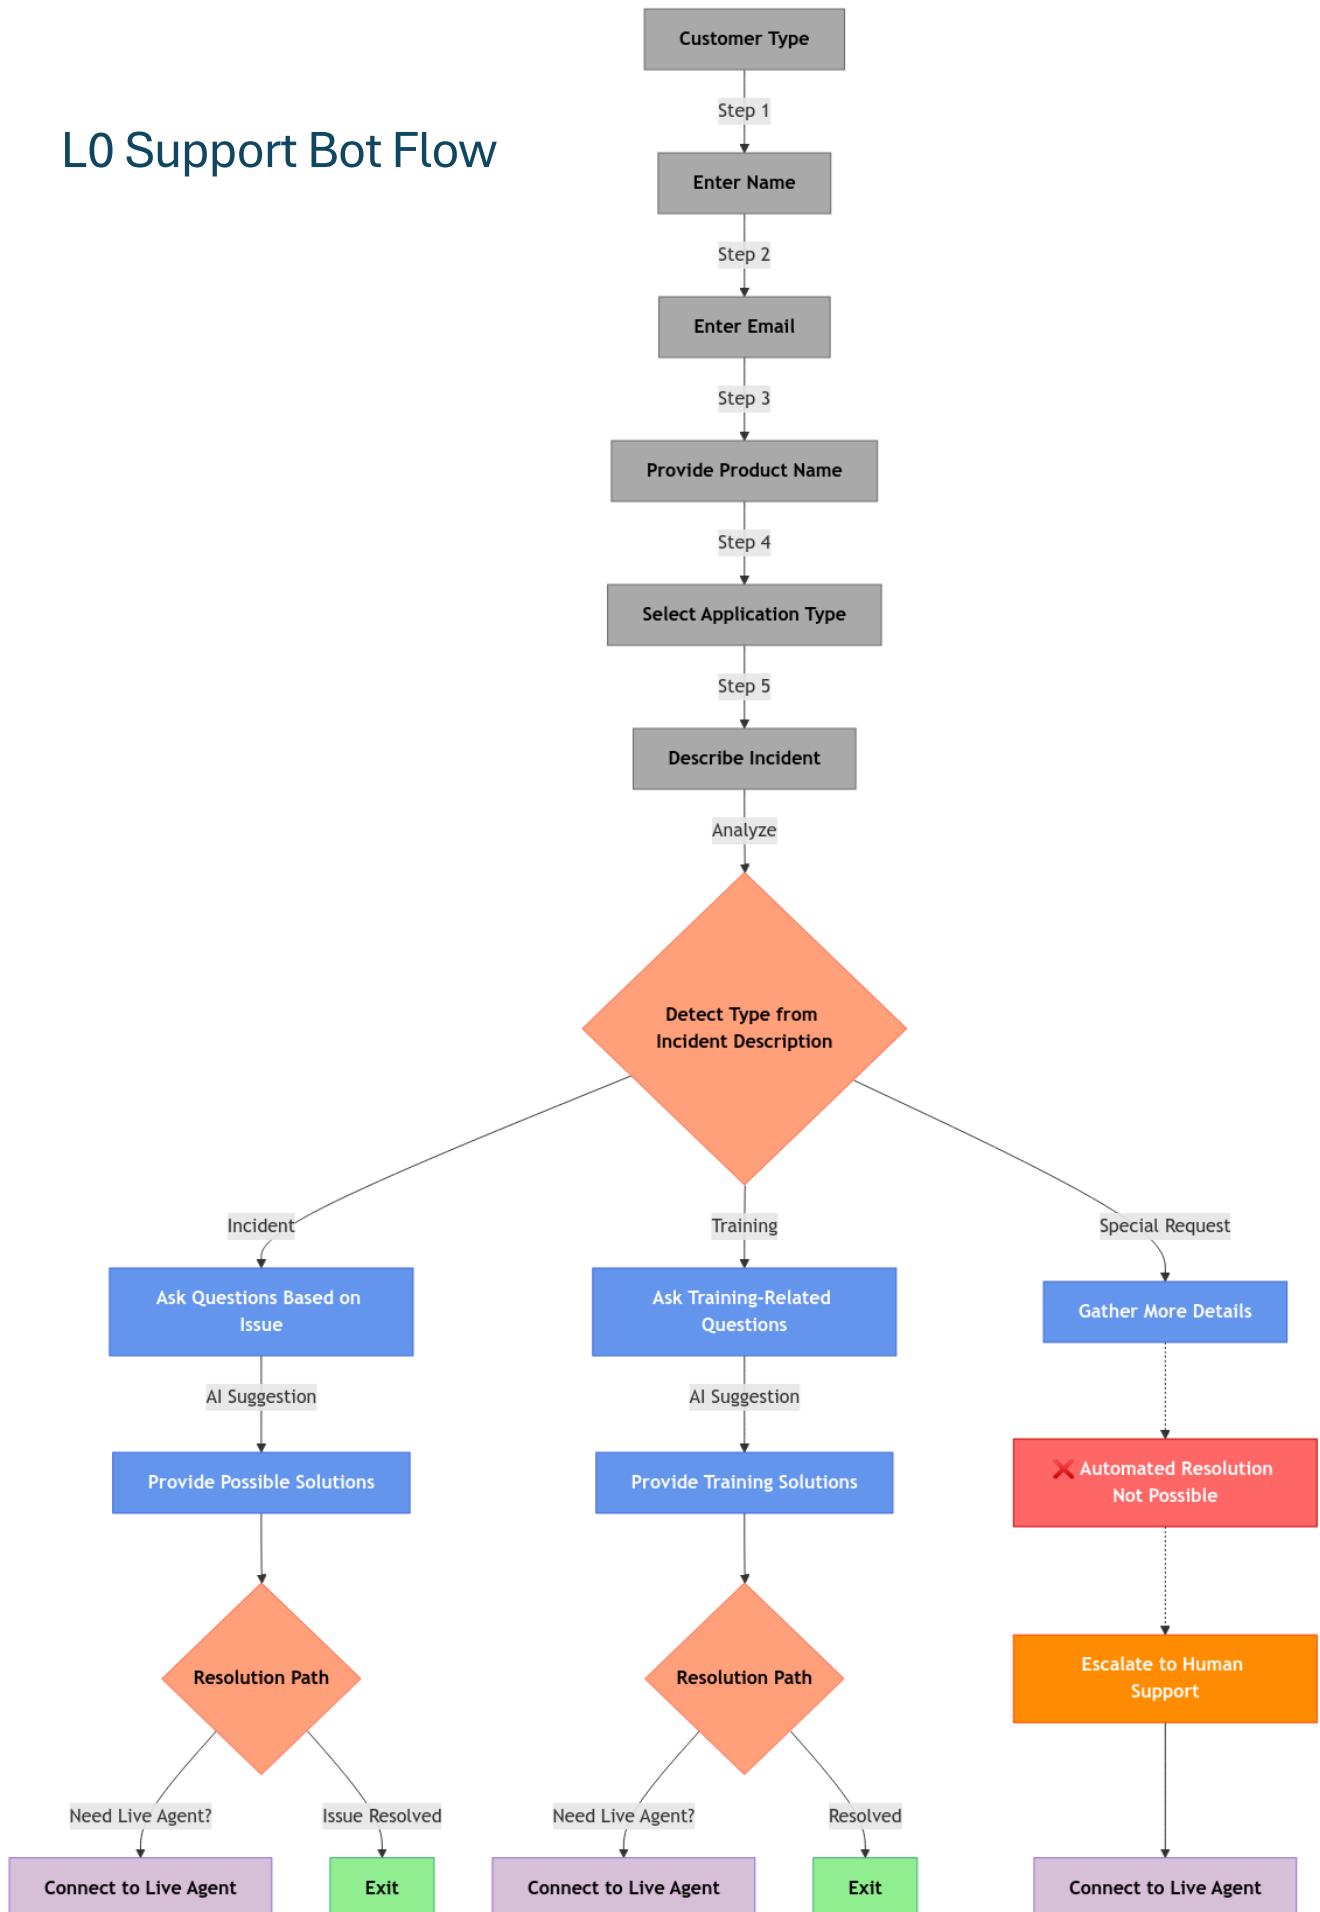 Customer Type
Step 1
L0 Support Bot Flow
Enter Name
Step 2
Enter Email
Step 3
Provide Product Name
Step 4
Select Application Type
Step 5
Describe Incident
Analyze
Detect Type from
Incident Description
Incident
Training
Special Request
Ask Questions Based on
Issue
Ask Training-Related
Questions
Gather More Details
AI Suggestion
AI Suggestion
Provide Possible Solutions
Provide Training Solutions
❌ Automated Resolution
Not Possible
Resolution Path
Resolution Path
Escalate to Human
Support
Need Live Agent?
Issue Resolved
Need Live Agent?
Resolved
Connect to Live Agent
Exit
Connect to Live Agent
Exit
Connect to Live Agent